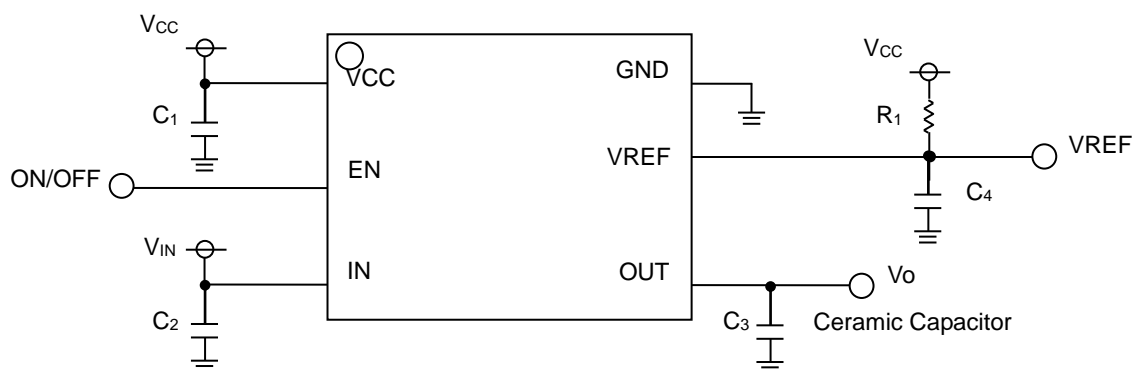 VCC
VCC
VCC
GND
C1
R1
VREF
VREF
ON/OFF
EN
C4
VIN
IN
OUT
Vo
C2
C3
Ceramic Capacitor